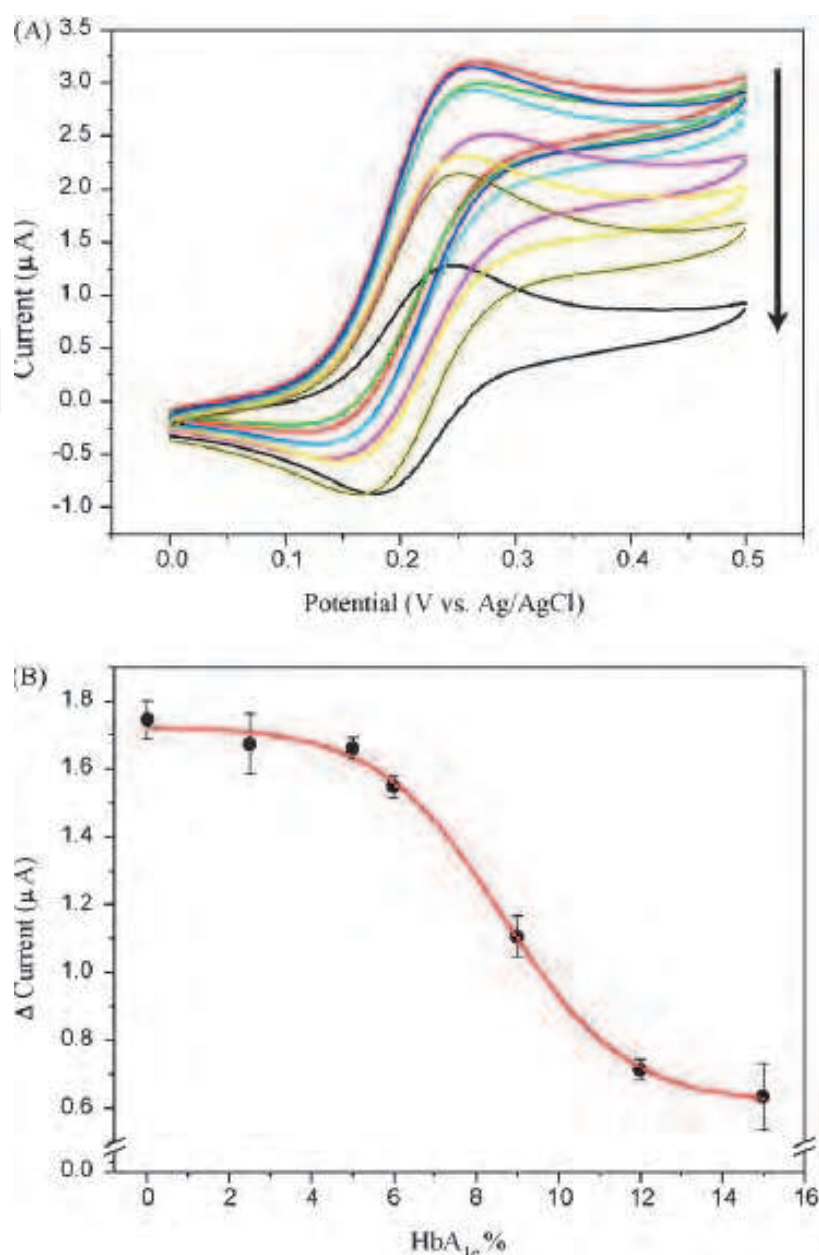 (A)
3.5
3.0
2.5
2.0
1.5
1.0
0.5
0.0
-0.5
-1.0
Current (μA)
0.0 0.1 0.2 0.3 0.4 0.5
Potential (V vs. Ag/AgCl)
(B)
1.8
1.6
1.4
1.2
1.0
0.8
0.6
0.0
Δ Current (μA)
0 2 4 6 8 10 12 14 16
HbA1c%